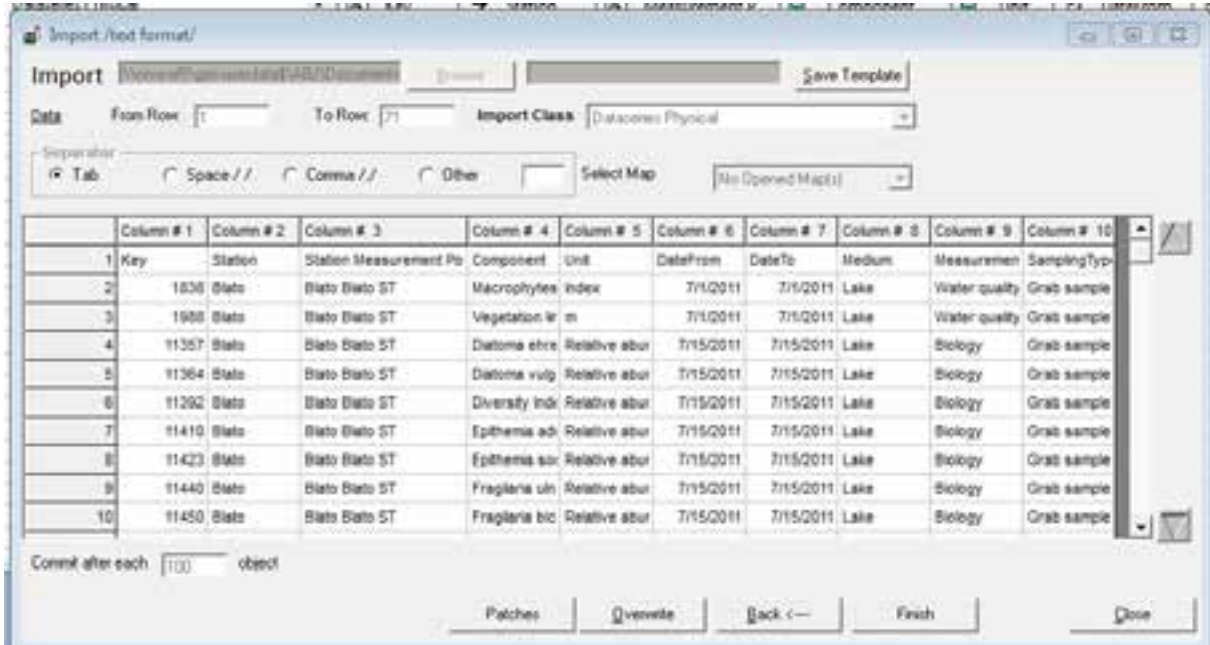 Import /text format/
Import Save Template
Data From Row: 1 To Row: 71 Import Class Dataseries Physical
Separator
Tab Space / / Comma /,/ Other Select Map No Opened Map(s)
Column # 1 Column # 2 Column # 3 Column # 4 Column # 5 Column # 6 Column # 7 Column # 8 Column # 9 Column # 10
1 Key Station Station Measurement Po Component Unit DateFrom DateTo Medium Measuremen SamplingType
2 1836 Blato Blato Blato ST Macrophytes Index 7/1/2011 7/1/2011 Lake Water quality Grab sample
3 1988 Blato Blato Blato ST Vegetation m 7/1/2011 7/1/2011 Lake Water quality Grab sample
4 11357 Blato Blato Blato ST Diatoma ehre Relative abur 7/15/2011 7/15/2011 Lake Biology Grab sample
5 11364 Blato Blato Blato ST Diatoma vulg Relative abur 7/15/2011 7/15/2011 Lake Biology Grab sample
6 11392 Blato Blato Blato ST Diversity Inde Relative abur 7/15/2011 7/15/2011 Lake Biology Grab sample
7 11410 Blato Blato Blato ST Epithemia ad Relative abur 7/15/2011 7/15/2011 Lake Biology Grab sample
8 11423 Blato Blato Blato ST Epithemia sor Relative abur 7/15/2011 7/15/2011 Lake Biology Grab sample
9 11440 Blato Blato Blato ST Fragilaria uln Relative abur 7/15/2011 7/15/2011 Lake Biology Grab sample
10 11450 Blato Blato Blato ST Fragilaria bic Relative abur 7/15/2011 7/15/2011 Lake Biology Grab sample
Commit after each 100 object
Patches Overwrite Back <--- Finish Close